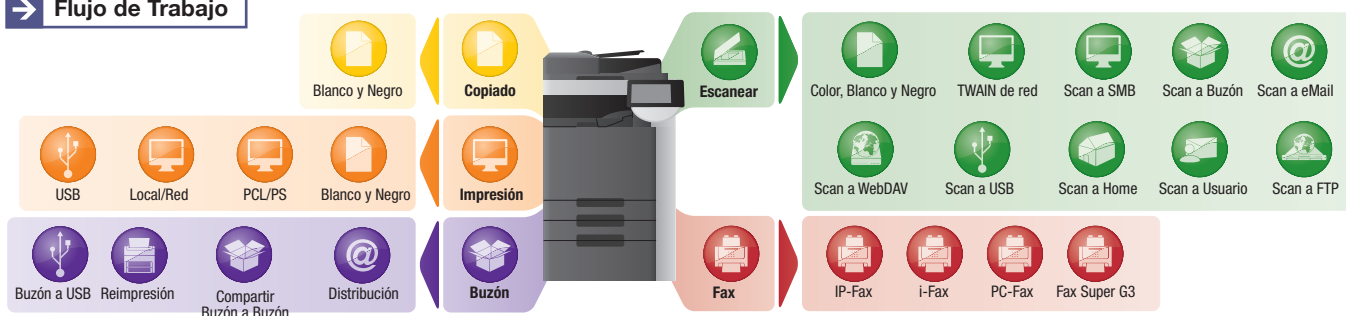 Flujo de Trabajo
Blanco y Negro
Copiado
Escanear
Color, Blanco y Negro
TWAIN de red
Scan a SMB
Scan a Buzón
Scan a eMail
Scan a WebDAV
Scan a USB
Scan a Home
Scan a Usuario
Scan a FTP
USB
Local/Red
PCL/PS
Blanco y Negro
Impresión
Buzón a USB
Reimpresión
Compartir
Buzón a Buzón
Distribución
Buzón
Fax
IP-Fax
i-Fax
PC-Fax
Fax Super G3